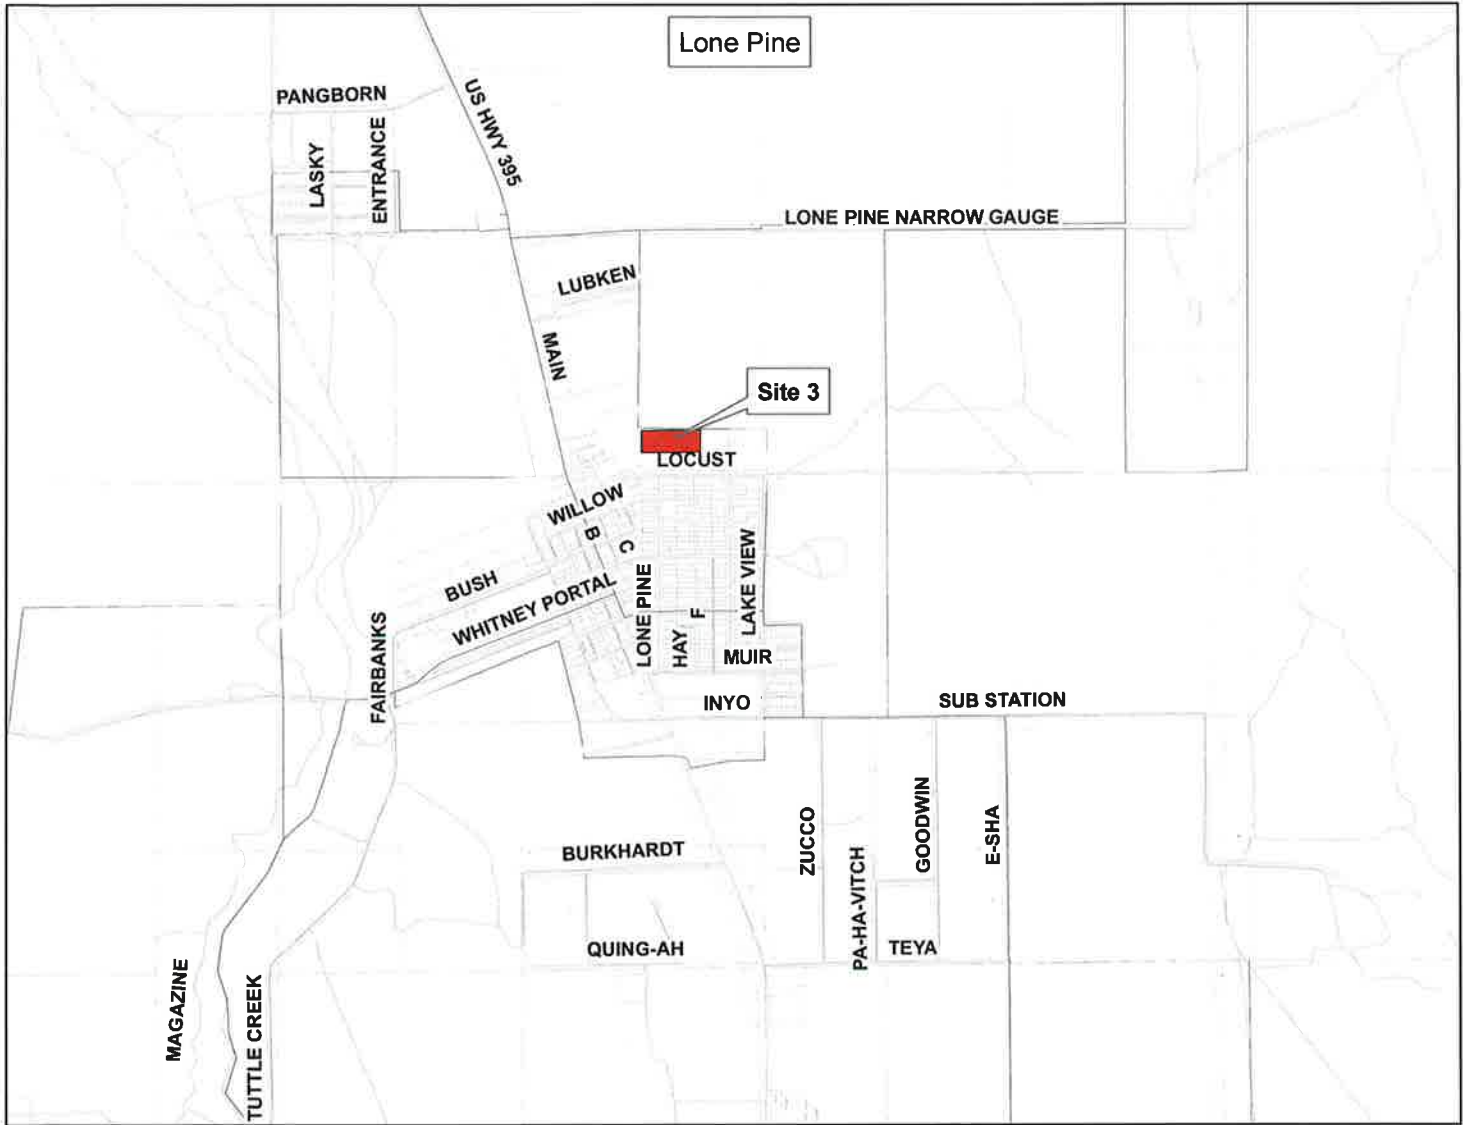 Lone Pine
PANGBORN
US HWY 395
LASKY
ENTRANCE
LONE PINE NARROW GAUGE
LUBKEN
MAIN
Site 3
LOCUST
WILLOW
B
C
BUSH
WHITNEY PORTAL
LONE PINE
HAY
F
LAKE VIEW
MUIR
FAIRBANKS
INYO
SUB STATION
ZUCCO
PA-HA-VITCH
GOODWIN
E-SHA
BURKHARDT
QUING-AH
TEYA
MAGAZINE
TUTTLE CREEK